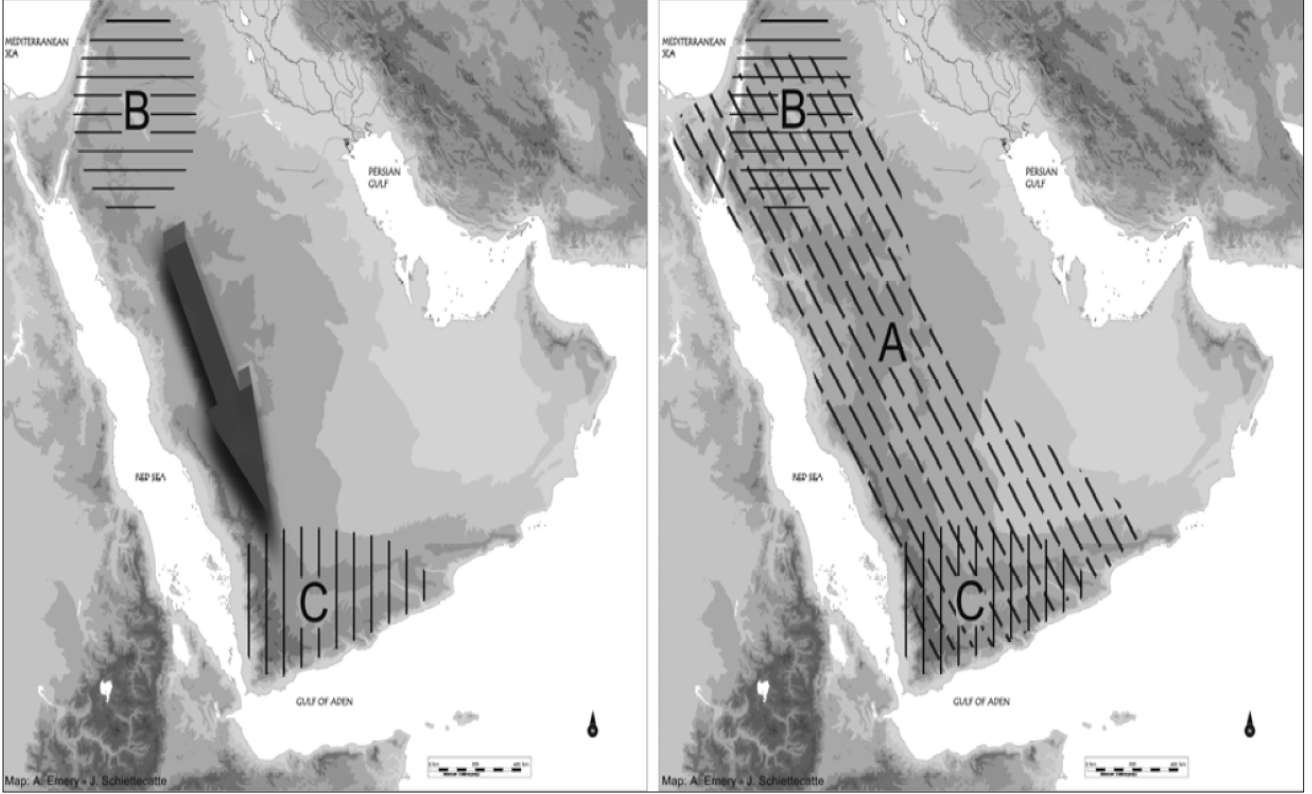 MEDITERRANEAN
SEA
B
PERSIAN
GULF
RED SEA
C
GULF OF ADEN
Map: A. Emery - J. Schiettecatte
MEDITERRANEAN
SEA
B
PERSIAN
GULF
A
RED SEA
C
GULF OF ADEN
Map: A. Emery - J. Schiettecatte